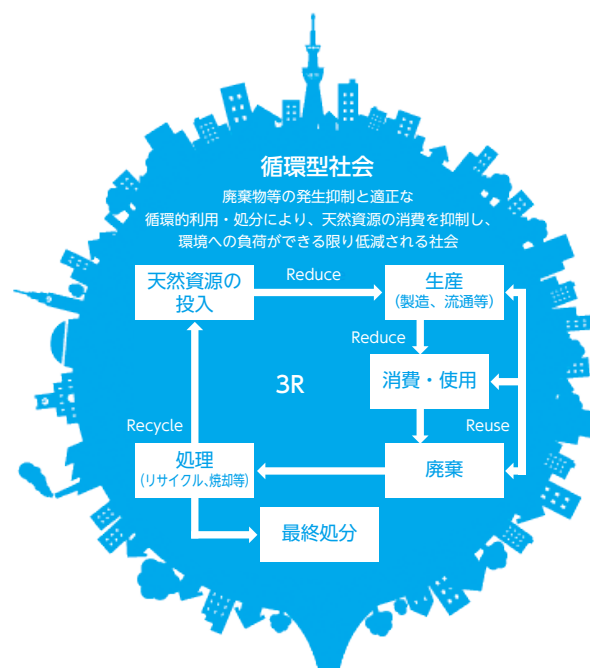 循環型社会
廃棄物等の発生抑制と適正な
循環的利用・処分により、天然資源の消費を抑制し、
環境への負荷ができる限り低減される社会
天然資源の
投入
Reduce
生産
(製造、流通等)
Reduce
消費・使用
3R
Recycle
Reuse
処理
(リサイクル、焼却等)
廃棄
最終処分